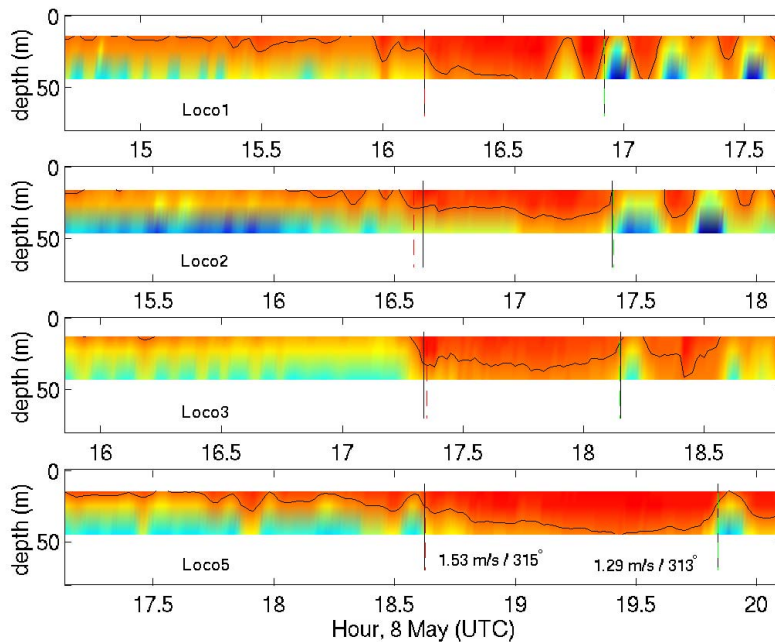 0
50
depth (m)
Loco1
15
15.5
16
16.5
17
17.5
0
50
depth (m)
Loco2
15.5
16
16.5
17
17.5
18
0
50
depth (m)
Loco3
16
16.5
17
17.5
18
18.5
0
50
depth (m)
Loco5
1.53 m/s / 315°
1.29 m/s / 313°
17.5
18
18.5
19
19.5
20
Hour, 8 May (UTC)